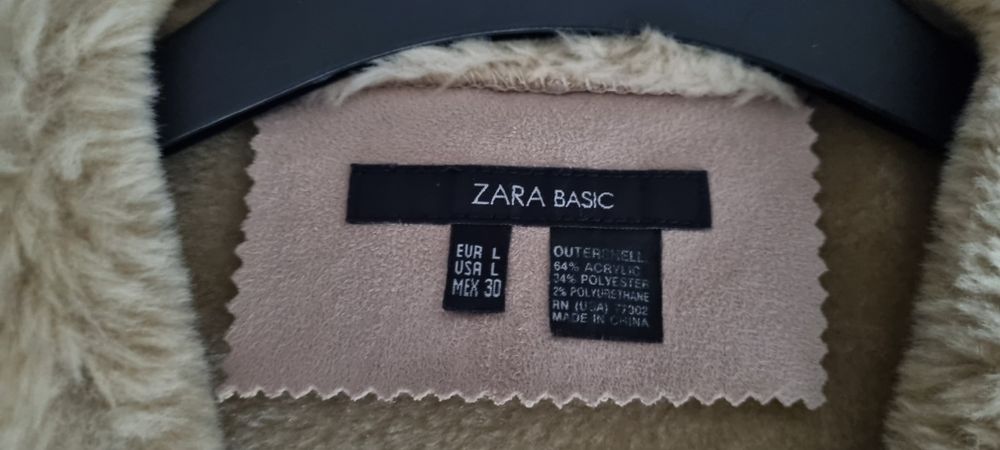 ZARA BASIC
EUR L
USA L
MEX 30
OUTERSHELL
64% ACRYLIC
34% POLYESTER
2% POLYURETHANE
RN (USA) 77302
MADE IN CHINA